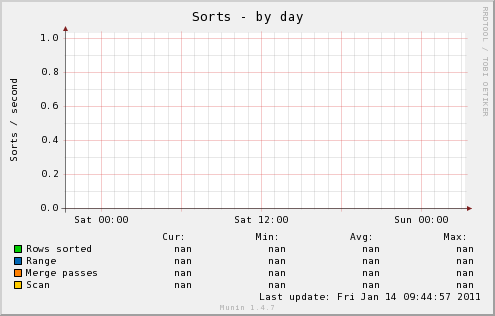 Sorts - by day
RRDTOOL / TOBI OETIKER
Sorts / second
1.0
0.8
0.6
0.4
0.2
0.0
Sat 00:00 Sat 12:00 Sun 00:00
Cur: Min: Avg: Max:
Rows sorted nan nan nan nan
Range nan nan nan nan
Merge passes nan nan nan nan
Scan nan nan nan nan
Last update: Fri Jan 14 09:44:57 2011
Munin 1.4.7